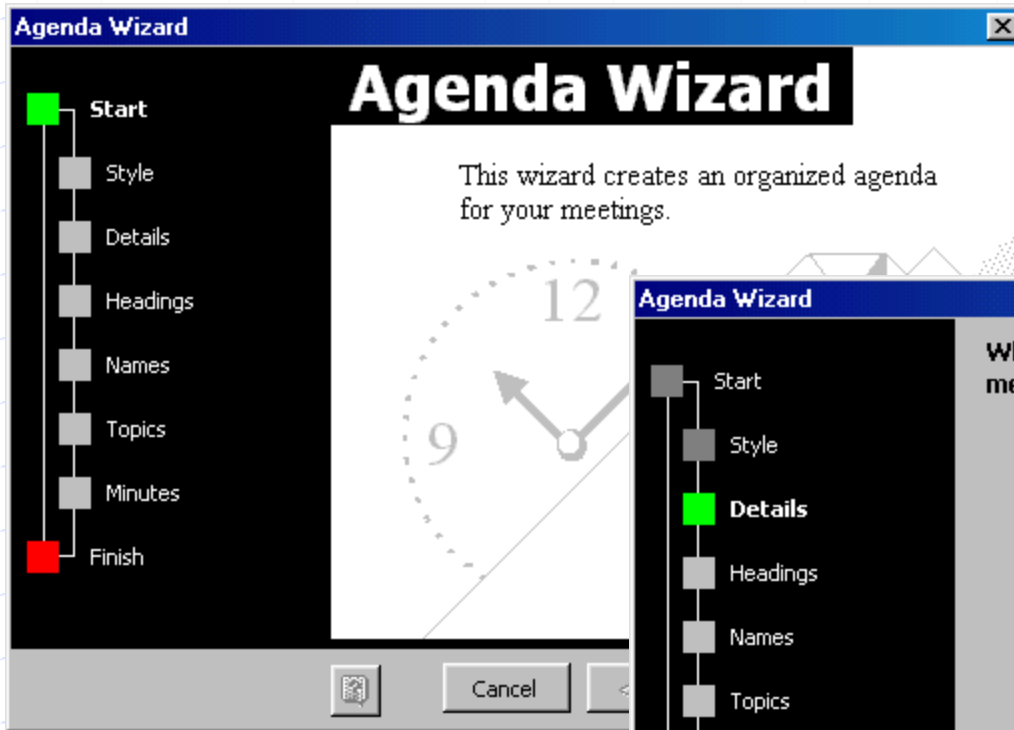 Agenda Wizard
Start
Style
Details
Headings
Names
Topics
Minutes
Finish
Agenda Wizard
This wizard creates an organized agenda
for your meetings.
12
9
Cancel
<
Agenda Wizard
Start
Style
Details
Headings
Names
Topics